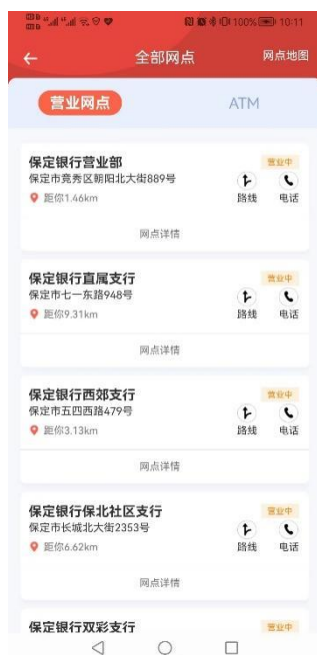 100% 10:11
全部网点 网点地图
营业网点 ATM
保定银行营业部 营业中
保定市竞秀区朝阳北大街889号
距你1.46km 路线 电话
网点详情
保定银行直属支行 营业中
保定市七一东路948号
距你9.31km 路线 电话
网点详情
保定银行西郊支行 营业中
保定市五四西路479号
距你3.13km 路线 电话
网点详情
保定银行保北社区支行 营业中
保定市长城北大街2353号
距你6.62km 路线 电话
网点详情
保定银行双彩支行 营业中